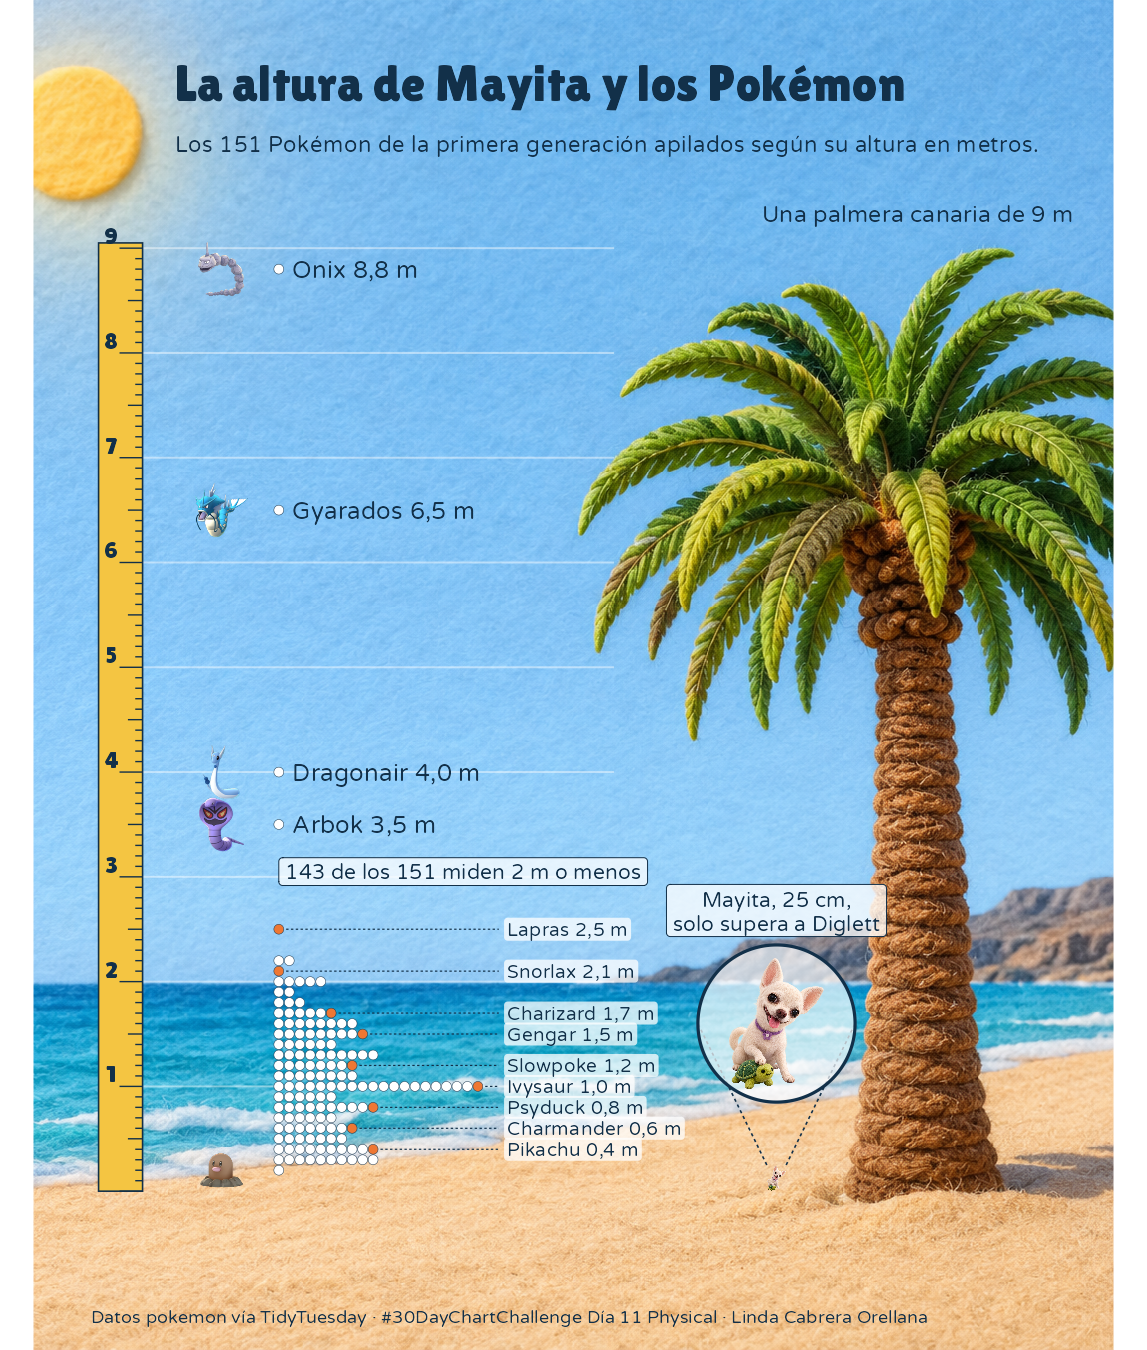 La altura de Mayita y los Pokémon
Los 151 Pokémon de la primera generación apilados según su altura en metros.
Una palmera canaria de 9 m
9
Onix 8,8 m
8
7
Gyarados 6,5 m
6
5
4
Dragonair 4,0 m
Arbok 3,5 m
3
143 de los 151 miden 2 m o menos
Mayita, 25 cm,
solo supera a Diglett
Lapras 2,5 m
2
Snorlax 2,1 m
Charizard 1,7 m
Gengar 1,5 m
Slowpoke 1,2 m
1
Ivysaur 1,0 m
Psyduck 0,8 m
Charmander 0,6 m
Pikachu 0,4 m
Datos pokemon vía TidyTuesday · #30DayChartChallenge Día 11 Physical · Linda Cabrera Orellana